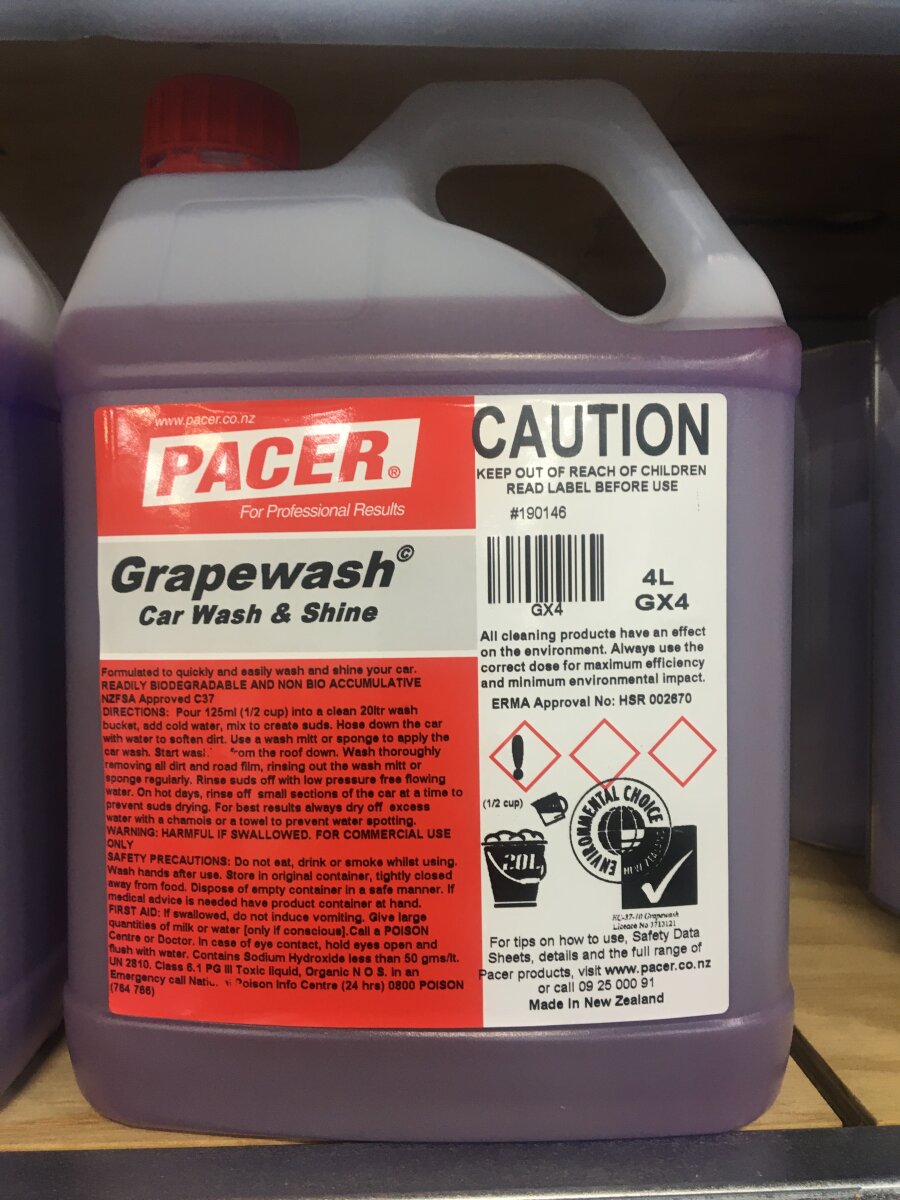 www.pacer.co.nz
PACER®
For Professional Results
Grapewash©
Car Wash & Shine
Formulated to quickly and easily wash and shine your car.
READILY BIODEGRADABLE AND NON BIO ACCUMULATIVE
NZFSA Approved C37
DIRECTIONS: Pour 125ml (1/2 cup) into a clean 20ltr wash
bucket, add cold water, mix to create suds. Hose down the car
with water to soften dirt. Use a wash mitt or sponge to apply the
car wash. Start from the roof down. Wash thoroughly
removing all dirt and road film, rinsing out the wash mitt or
sponge regularly. Rinse suds off with low pressure free flowing
water. On hot days, rinse off small sections of the car at a time to
prevent suds drying. For best results always dry off excess
water with a chamois or a towel to prevent water spotting.
WARNING: HARMFUL IF SWALLOWED. FOR COMMERCIAL USE
ONLY
SAFETY PRECAUTIONS: Do not eat, drink or smoke whilst using.
Wash hands after use. Store in original container, tightly closed
away from food. Dispose of empty container in a safe manner. If
medical advice is needed have product container at hand.
FIRST AID: If swallowed, do not induce vomiting. Give large
quantities of milk or water [only if conscious].Call a POISON
Centre or Doctor. In case of eye contact, hold eyes open and
flush with water. Contains Sodium Hydroxide less than 50 gms/lt.
UN 2810. Class 6.1 PG III Toxic liquid, Organic N O S. In an
Emergency call Poison Info Centre (24 hrs) 0800 POISON
(764 766)
CAUTION
KEEP OUT OF REACH OF CHILDREN
READ LABEL BEFORE USE
#190146
GX4
4L
GX4
All cleaning products have an effect
on the environment. Always use the
correct dose for maximum efficiency
and minimum environmental impact.
ERMA Approval No: HSR 002670
(1/2 cup)
20L
ENVIRONMENTAL CHOICE
NEW ZEALAND
EC-37-10 Grapewash
Licence No 3713121
For tips on how to use, Safety Data
Sheets, details and the full range of
Pacer products, visit www.pacer.co.nz
or call 09 25 000 91
Made In New Zealand